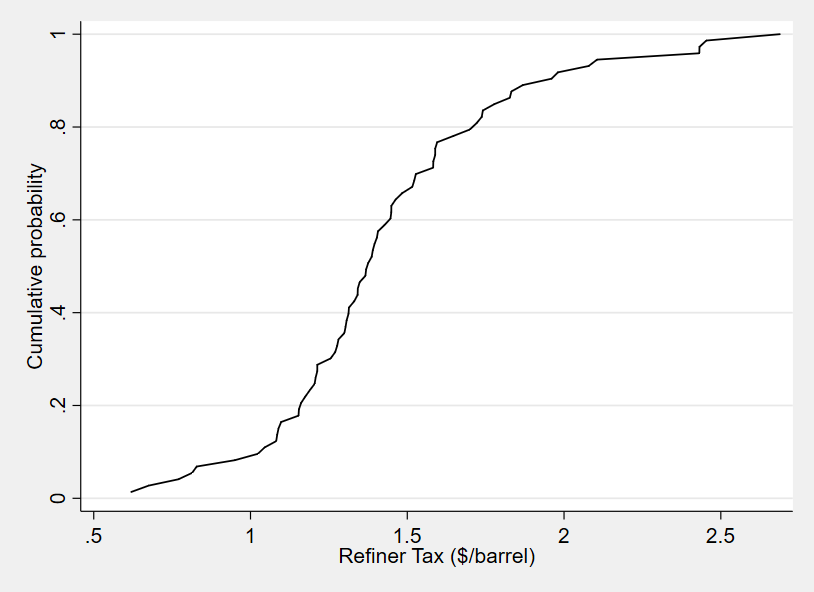 Cumulative probability
1
.8
.6
.4
.2
0
.5 1 1.5 2 2.5
Refiner Tax ($/barrel)